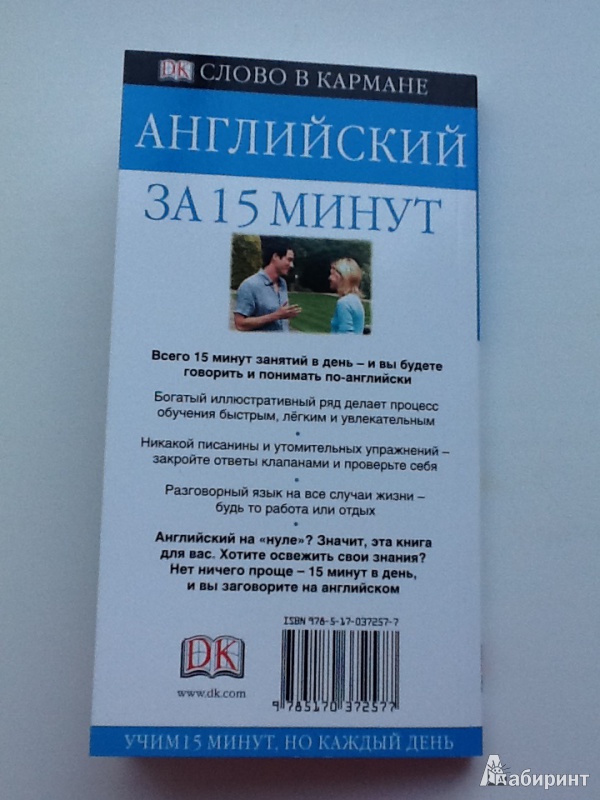 DK СЛОВО В КАРМАНЕ
АНГЛИЙСКИЙ
ЗА 15 МИНУТ
Всего 15 минут занятий в день – и вы будете
говорить и понимать по-английски
Богатый иллюстративный ряд делает процесс
обучения быстрым, лёгким и увлекательным
Никакой писанины и утомительных упражнений –
закройте ответы клапанами и проверьте себя
Разговорный язык на все случаи жизни –
будь то работа или отдых
Английский на «нуле»? Значит, эта книга
для вас. Хотите освежить свои знания?
Нет ничего проще – 15 минут в день,
и вы заговорите на английском
ISBN 978-5-17-037257-7
DK
www.dk.com
9 785170 372577
УЧИМ 15 МИНУТ, НО КАЖДЫЙ ДЕНЬ
Лабиринт